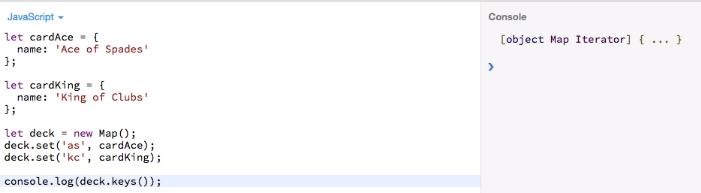 JavaScript
Console
let cardAce = {
  name: 'Ace of Spades'
};
let cardKing = {
  name: 'King of Clubs'
};
let deck = new Map();
deck.set('as', cardAce);
deck.set('kc', cardKing);
console.log(deck.keys());
[object Map Iterator] { ... }